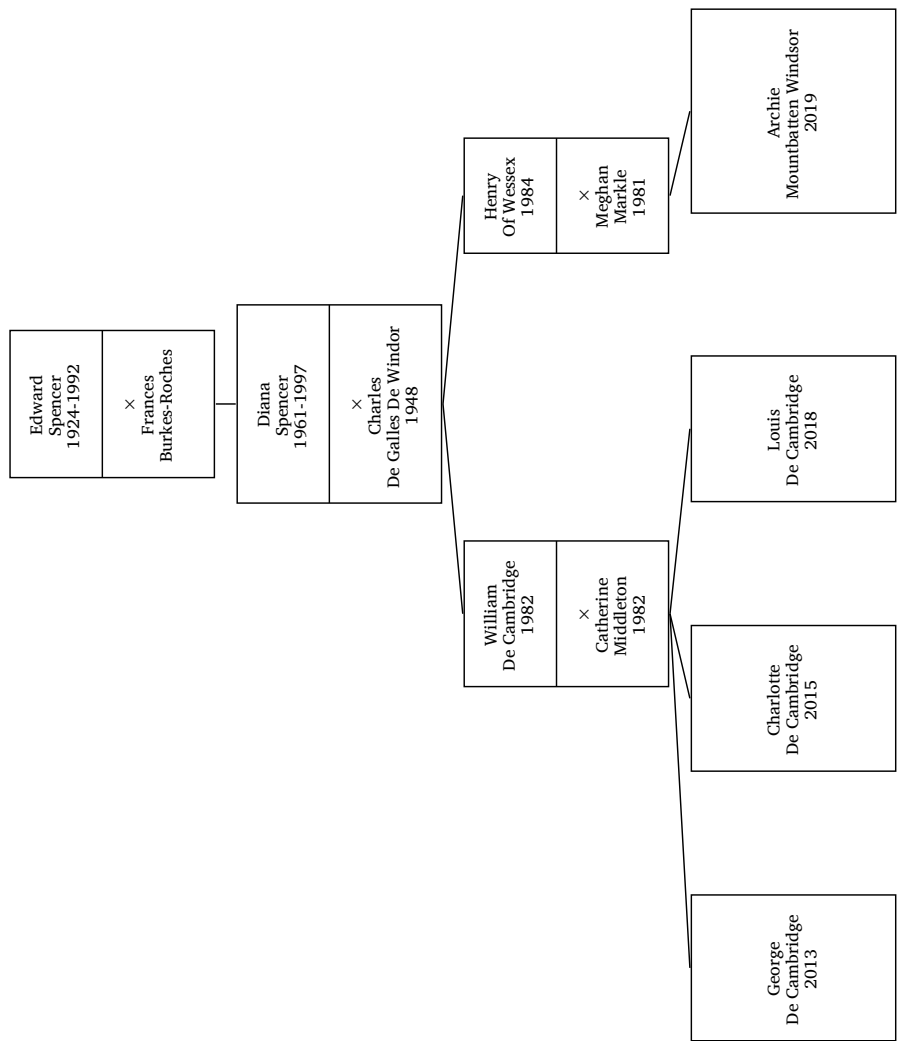 Edward
Spencer
1924-1992
×
Frances
Burkes-Roches
Diana
Spencer
1961-1997
×
Charles
De Galles De Windor
1948
William
De Cambridge
1982
×
Catherine
Middleton
1982
Henry
Of Wessex
1984
×
Meghan
Markle
1981
George
De Cambridge
2013
Charlotte
De Cambridge
2015
Louis
De Cambridge
2018
Archie
Mountbatten Windsor
2019